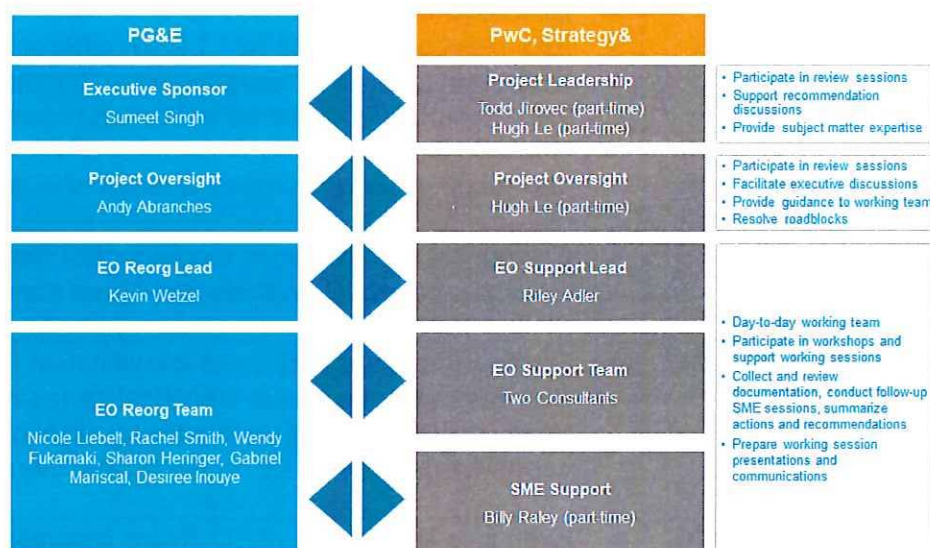 PG&E
PwC, Strategy&
Executive Sponsor
Sumeet Singh
Project Leadership
Todd Jirovec (part-time)
Hugh Le (part-time)
• Participate in review sessions
• Support recommendation
discussions
• Provide subject matter expertise
Project Oversight
Andy Abranches
Project Oversight
Hugh Le (part-time)
• Participate in review sessions
• Facilitate executive discussions
• Provide guidance to working team
• Resolve roadblocks
EO Reorg Lead
Kevin Wetzel
EO Support Lead
Riley Adler
EO Reorg Team
Nicole Liebelt, Rachel Smith, Wendy
Fukamaki, Sharon Heringer, Gabriel
Mariscal, Desiree Inouye
EO Support Team
Two Consultants
SME Support
Billy Raley (part-time)
• Day-to-day working team
• Participate in workshops and
support working sessions
• Collect and review
documentation, conduct follow-up
SME sessions, summarize
actions and recommendations
• Prepare working session
presentations and
communications